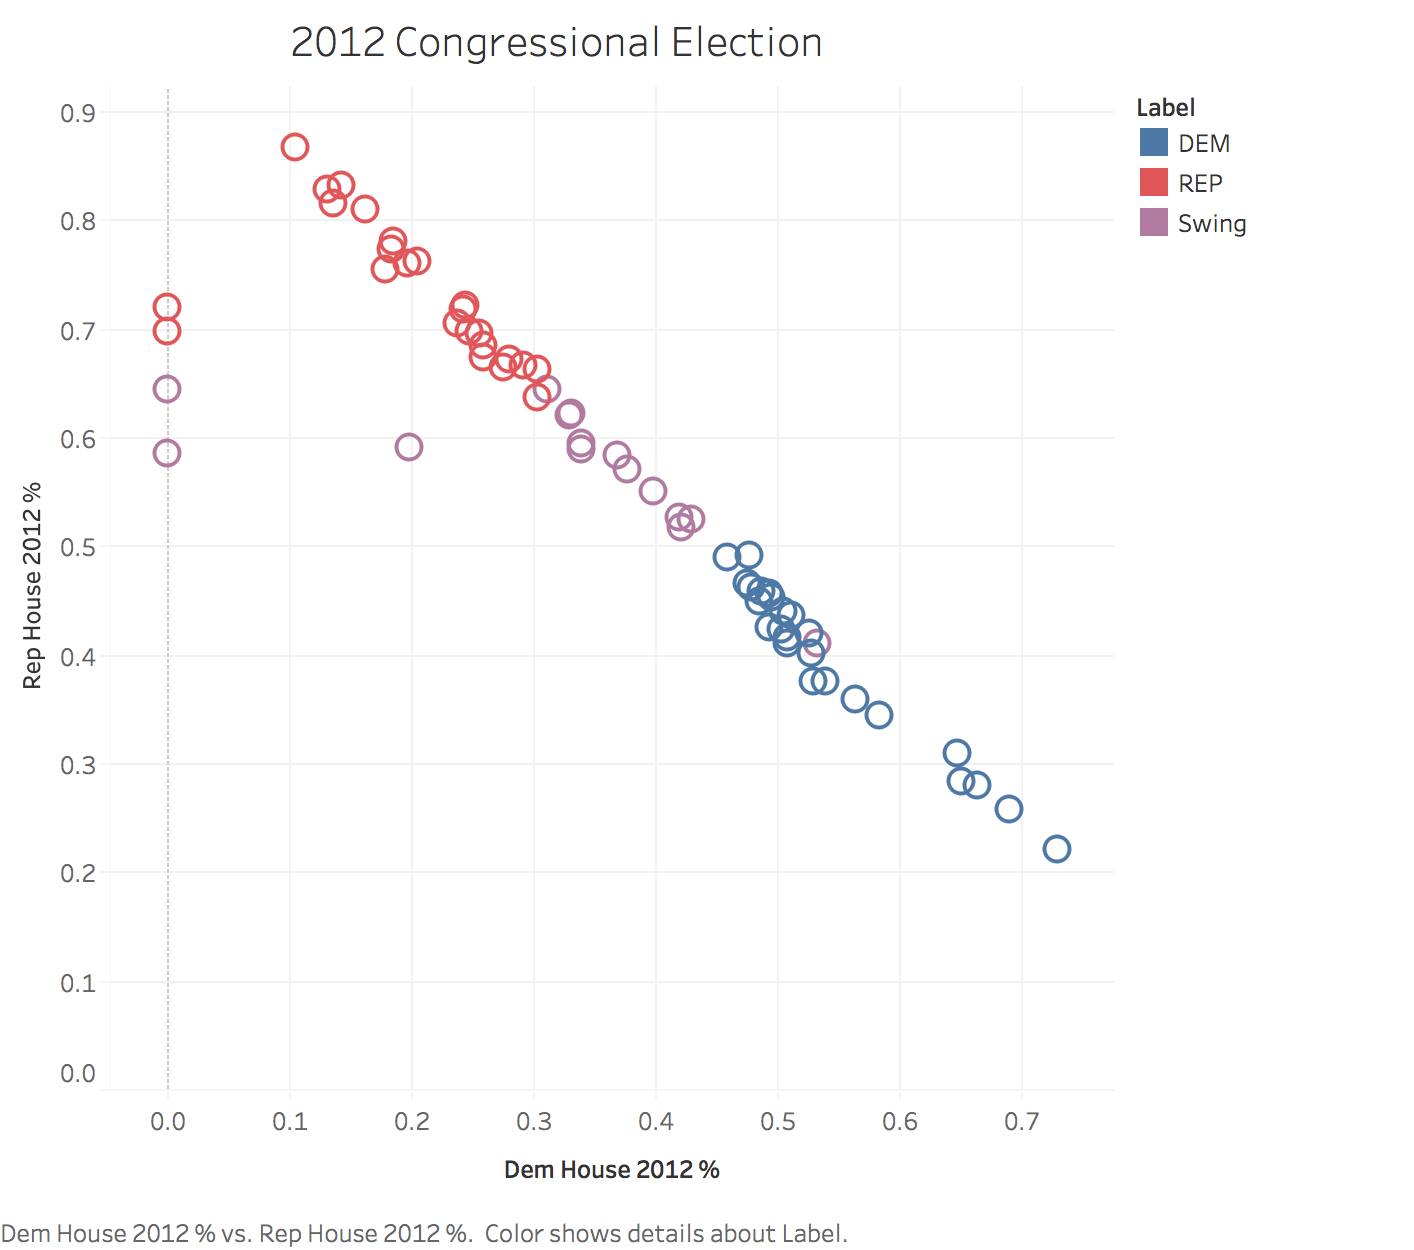 2012 Congressional Election
Label
DEM
REP
Swing
0.9
0.8
0.7
0.6
0.5
0.4
0.3
0.2
0.1
0.0
Rep House 2012 %
0.0 0.1 0.2 0.3 0.4 0.5 0.6 0.7
Dem House 2012 %
Dem House 2012 % vs. Rep House 2012 %.  Color shows details about Label.